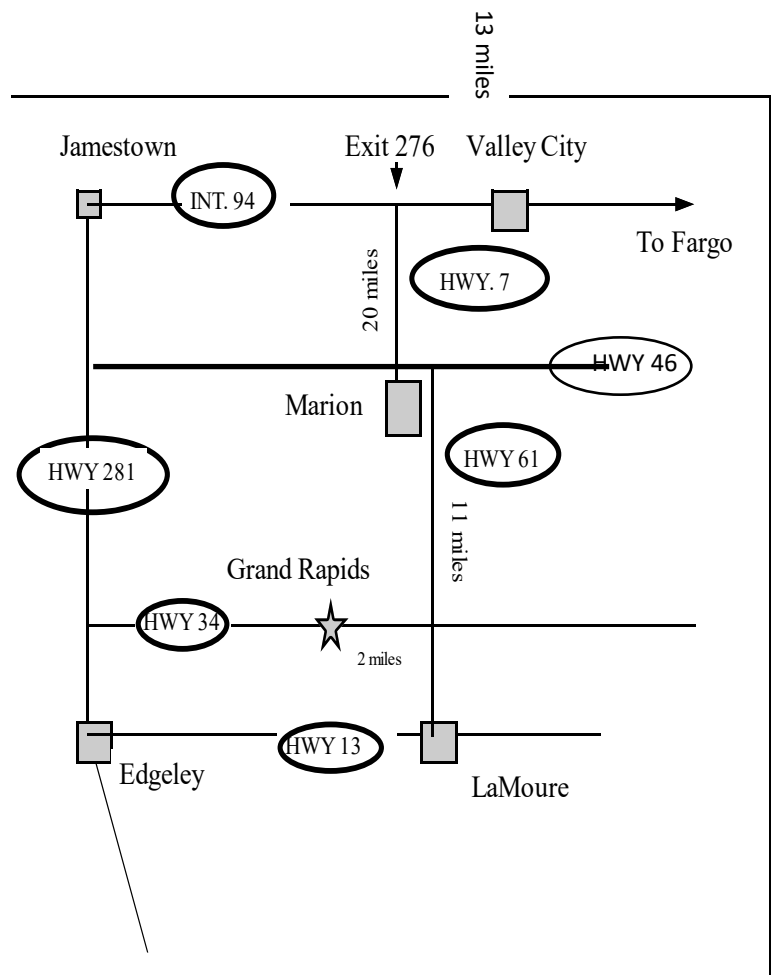 13 miles
Jamestown
Exit 276
Valley City
INT. 94
To Fargo
HWY. 7
20 miles
HWY 46
Marion
HWY 61
HWY 281
11 miles
Grand Rapids
HWY 34
2 miles
HWY 13
Edgeley
LaMoure